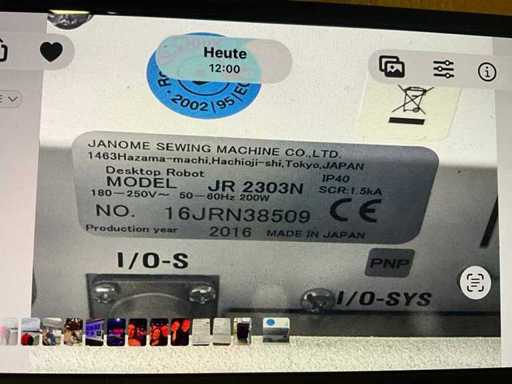 Heute
12:00
2002/95/EC
JANOME SEWING MACHINE CO.,LTD.
1463Hazama-machi,Hachioji-shi,Tokyo,JAPAN
Desktop Robot IP40
MODEL JR 2303N SCR:1.5kA
180-250V~ 50-60Hz 200W
NO. 16JRN38509 CE
Production year 2016 MADE IN JAPAN
I/O-S
PNP
I/O-SYS